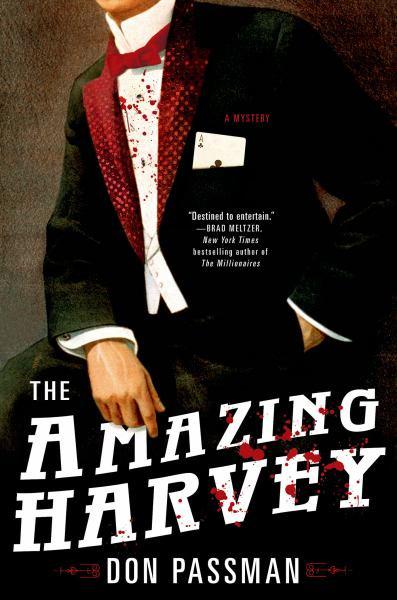 A MYSTERY
A
"Destined to entertain."
—BRAD MELTZER,
New York Times
bestselling author of
The Millionaires
THE
AMAZING
HARVEY
DON PASSMAN